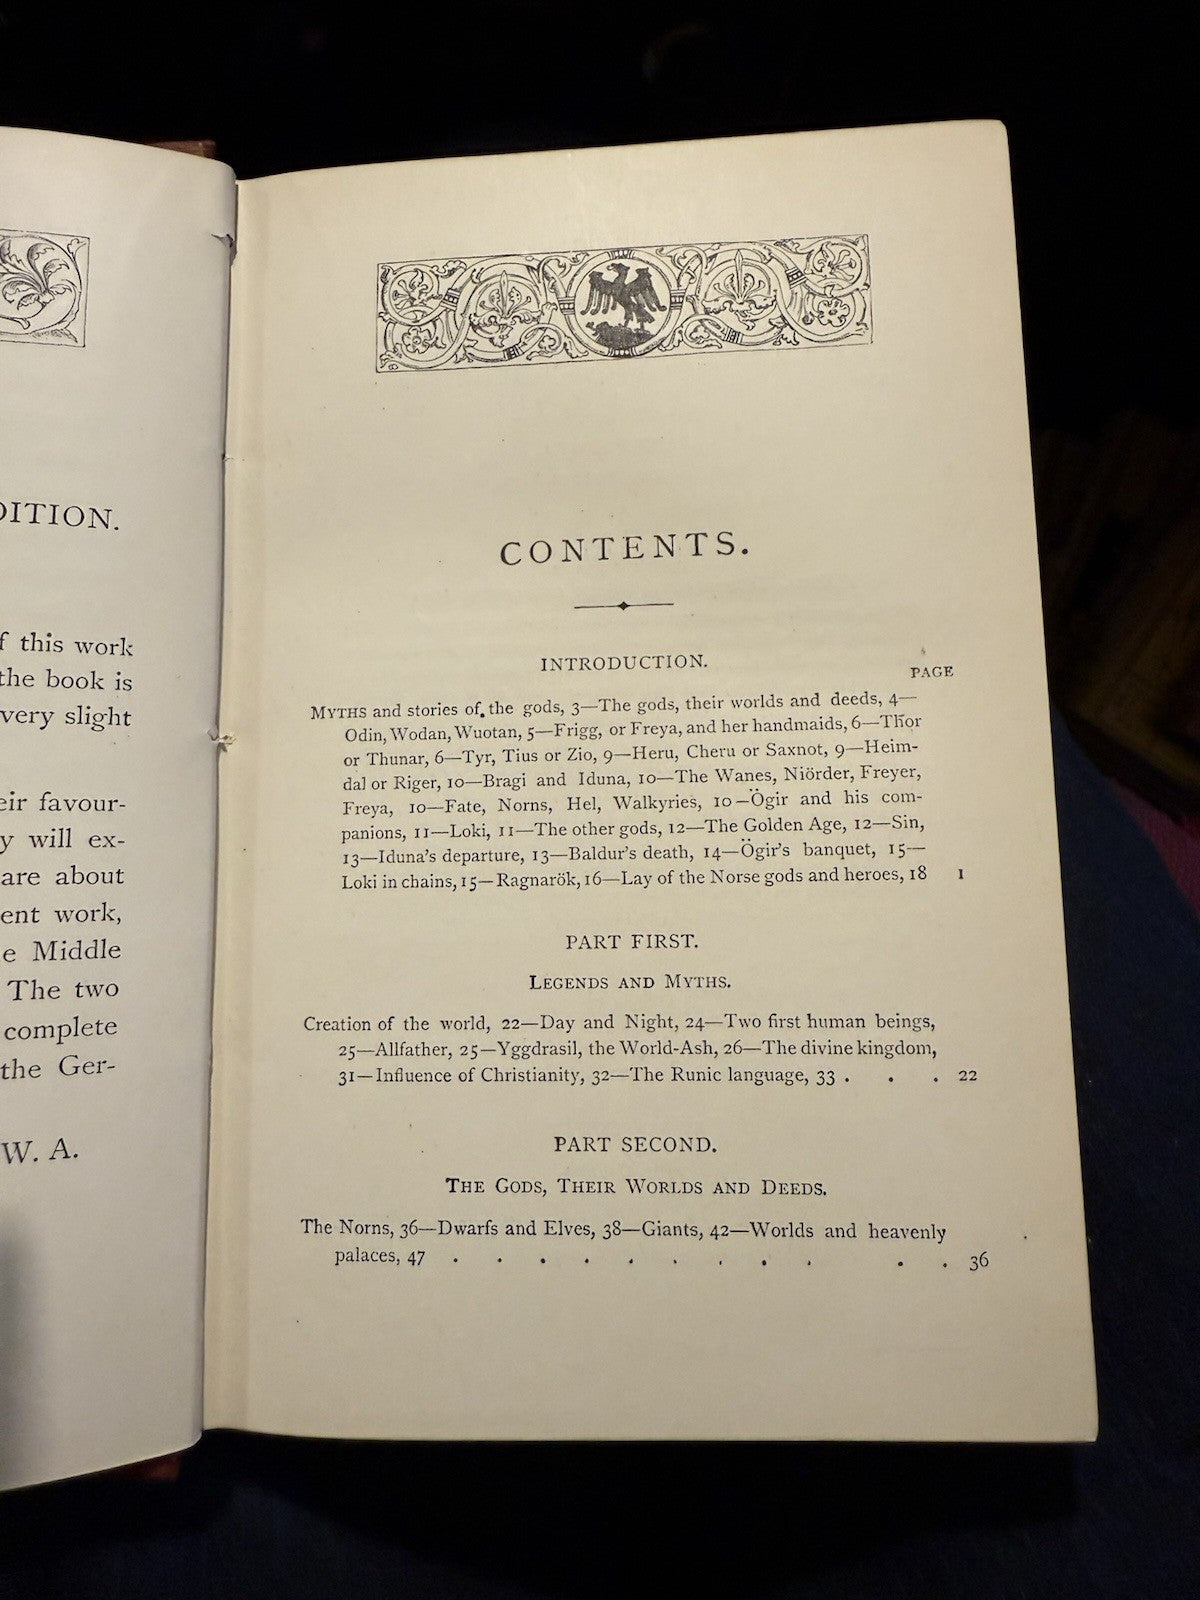 DITION.
f this work
the book is
very slight
eir favour-
y will ex-
are about
ent work,
e Middle
The two
complete
the Ger-
W. A.
CONTENTS.
INTRODUCTION.
PAGE
MYTHS and stories of the gods, 3—The gods, their worlds and deeds, 4—
Odin, Wodan, Wuotan, 5—Frigg, or Freya, and her handmaids, 6—Thor
or Thunar, 6—Tyr, Tius or Zio, 9—Heru, Cheru or Saxnot, 9—Heim-
dal or Riger, 10—Bragi and Iduna, 10—The Wanes, Niörder, Freyer,
Freya, 10—Fate, Norns, Hel, Walkyries, 10—Ögir and his com-
panions, 11—Loki, 11—The other gods, 12—The Golden Age, 12—Sin,
13—Iduna's departure, 13—Baldur's death, 14—Ögir's banquet, 15—
Loki in chains, 15—Ragnarök, 16—Lay of the Norse gods and heroes, 18 1
PART FIRST.
LEGENDS AND MYTHS.
Creation of the world, 22—Day and Night, 24—Two first human beings,
25—Allfather, 25—Yggdrasil, the World-Ash, 26—The divine kingdom,
31—Influence of Christianity, 32—The Runic language, 33 . . . 22
PART SECOND.
THE GODS, THEIR WORLDS AND DEEDS.
The Norns, 36—Dwarfs and Elves, 38—Giants, 42—Worlds and heavenly
palaces, 47 . . . . . . . . . . . 36